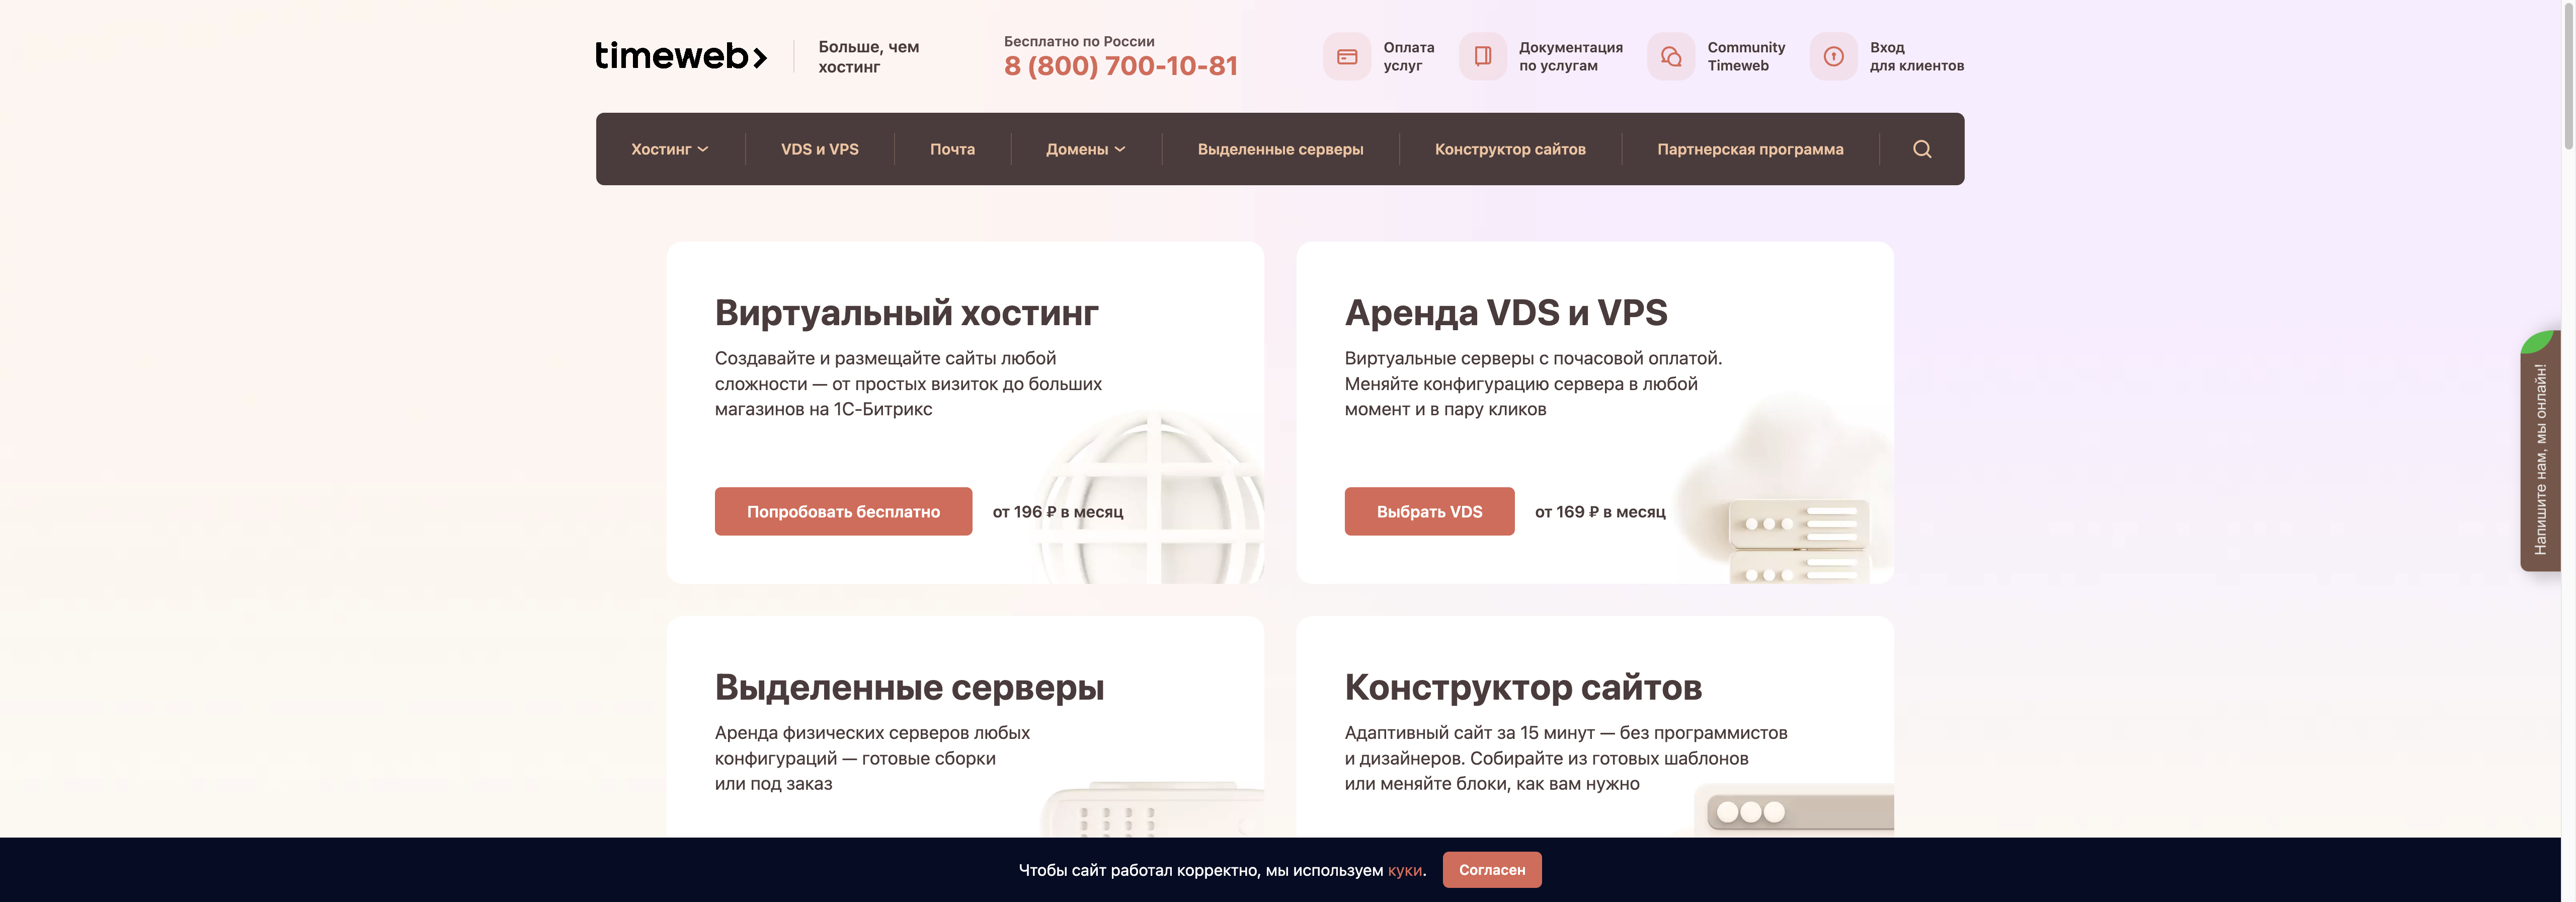 timeweb
Больше, чем
хостинг
Бесплатно по России
8 (800) 700-10-81
Оплата
услуг
Документация
по услугам
Community
Timeweb
Вход
для клиентов
Хостинг
VDS и VPS
Почта
Домены
Выделенные серверы
Конструктор сайтов
Партнерская программа
Виртуальный хостинг
Создавайте и размещайте сайты любой
сложности — от простых визиток до больших
магазинов на 1С-Битрикс
Попробовать бесплатно
от 196 ₽ в месяц
Аренда VDS и VPS
Виртуальные серверы с почасовой оплатой.
Меняйте конфигурацию сервера в любой
момент и в пару кликов
Выбрать VDS
от 169 ₽ в месяц
Напишите нам, мы онлайн!
Выделенные серверы
Аренда физических серверов любых
конфигураций — готовые сборки
или под заказ
Конструктор сайтов
Адаптивный сайт за 15 минут — без программистов
и дизайнеров. Собирайте из готовых шаблонов
или меняйте блоки, как вам нужно
Чтобы сайт работал корректно, мы используем куки.
Согласен